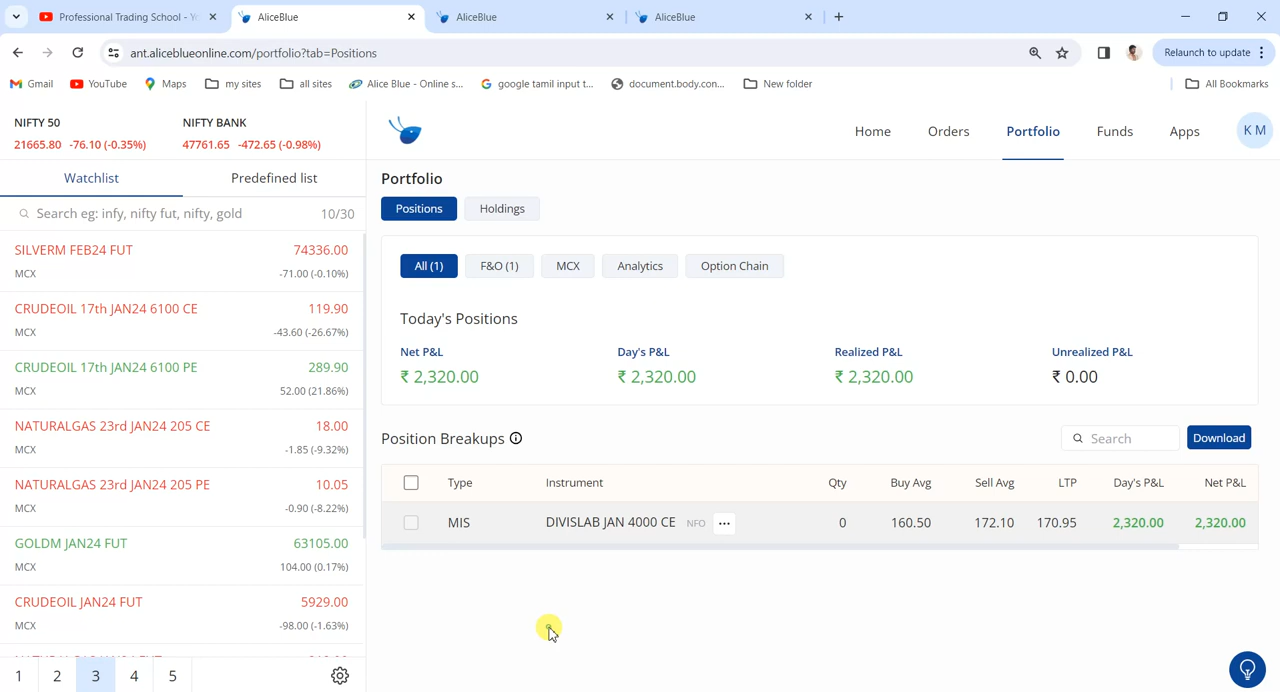 Professional Trading School - Y
AliceBlue
AliceBlue
AliceBlue
ant.aliceblueonline.com/portfolio?tab=Positions
Relaunch to update
Gmail
YouTube
Maps
my sites
all sites
Alice Blue - Online s...
google tamil input t...
document.body.con...
New folder
All Bookmarks
NIFTY 50
21665.80 -76.10 (-0.35%)
NIFTY BANK
47761.65 -472.65 (-0.98%)
Home
Orders
Portfolio
Funds
Apps
K M
Watchlist
Predefined list
Search eg: infy, nifty fut, nifty, gold
10/30
SILVERM FEB24 FUT 74336.00
MCX -71.00 (-0.10%)
CRUDEOIL 17th JAN24 6100 CE 119.90
MCX -43.60 (-26.67%)
CRUDEOIL 17th JAN24 6100 PE 289.90
MCX 52.00 (21.86%)
NATURALGAS 23rd JAN24 205 CE 18.00
MCX -1.85 (-9.32%)
NATURALGAS 23rd JAN24 205 PE 10.05
MCX -0.90 (-8.22%)
GOLDM JAN24 FUT 63105.00
MCX 104.00 (0.17%)
CRUDEOIL JAN24 FUT 5929.00
MCX -98.00 (-1.63%)
1 2 3 4 5
Portfolio
Positions
Holdings
All (1)
F&O (1)
MCX
Analytics
Option Chain
Today's Positions
Net P&L Day's P&L Realized P&L Unrealized P&L
₹ 2,320.00 ₹ 2,320.00 ₹ 2,320.00 ₹ 0.00
Position Breakups
Search
Download
Type Instrument Qty Buy Avg Sell Avg LTP Day's P&L Net P&L
MIS DIVISLAB JAN 4000 CE NFO ... 0 160.50 172.10 170.95 2,320.00 2,320.00